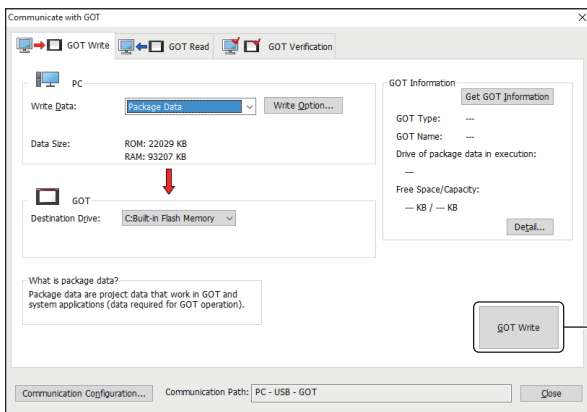 Communicate with GOT
GOT Write
GOT Read
GOT Verification
PC
Write Data:
Package Data
Write Option...
Data Size:
ROM: 22029 KB
RAM: 93207 KB
GOT
Destination Drive:
C:Built-in Flash Memory
What is package data?
Package data are project data that work in GOT and
system applications (data required for GOT operation).
GOT Information
Get GOT Information
GOT Type: ---
GOT Name: ---
Drive of package data in execution:
---
Free Space/Capacity:
--- KB / --- KB
Detail...
GOT Write
Communication Configuration...
Communication Path:
PC - USB - GOT
Close